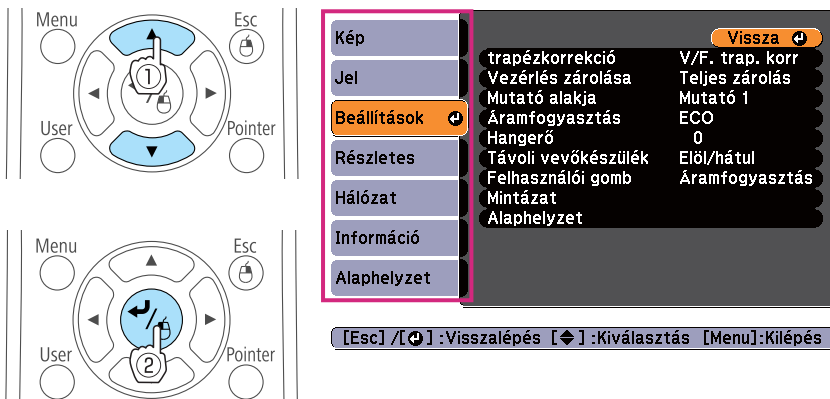 Menu
Esc
1
User
Pointer
Menu
Esc
User
2
Pointer
Kép
Jel
Beállítások
Részletes
Hálózat
Információ
Alaphelyzet
Vissza
trapézkorrekció V/F. trap. korr
Vezérlés zárolása Teljes zárolás
Mutató alakja Mutató 1
Áramfogyasztás ECO
Hangerő 0
Távoli vevőkészülék Elöl/hátul
Felhasználói gomb Áramfogyasztás
Mintázat
Alaphelyzet
[Esc] /[⏎] :Visszalépés [◆] :Kiválasztás [Menu]:Kilépés